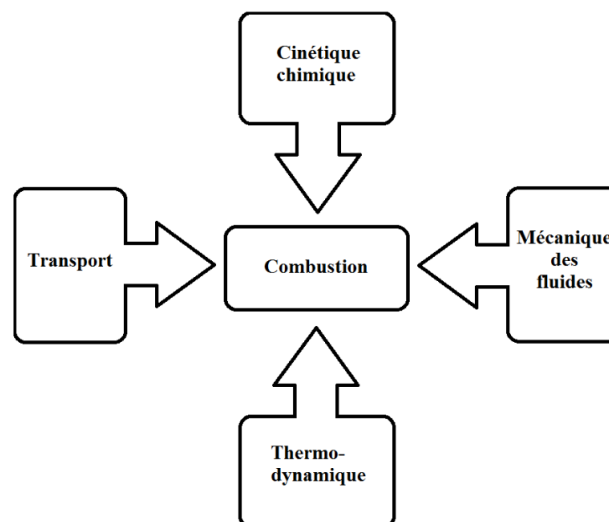 Cinétique
chimique
Transport
Combustion
Mécanique
des
fluides
Thermo-
dynamique